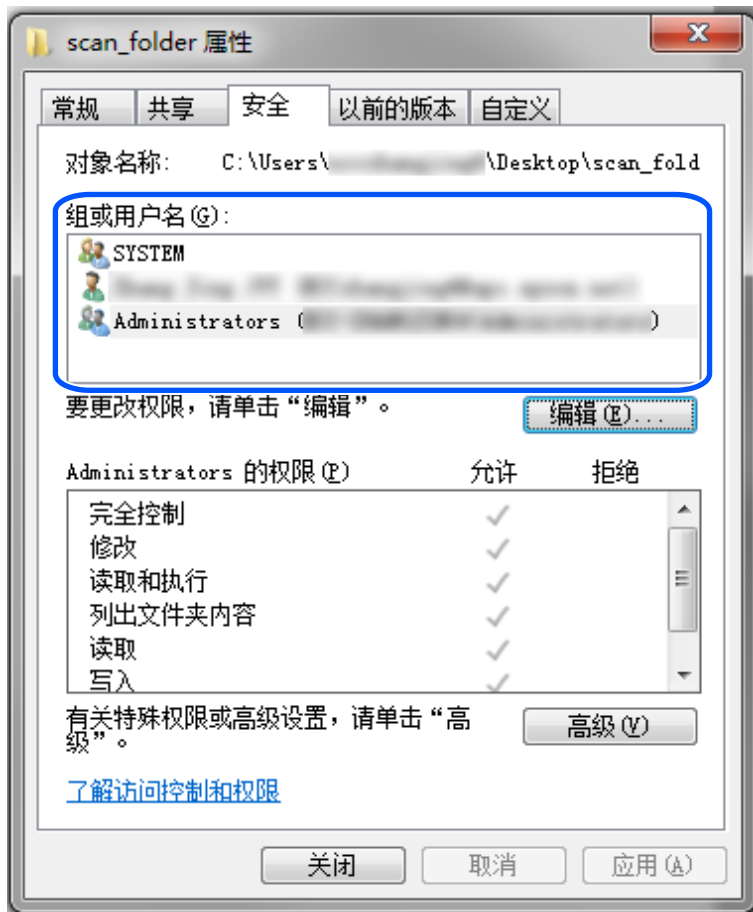 scan_folder 属性
常规 共享 安全 以前的版本 自定义
对象名称: C:\Users\ \Desktop\scan_fold
组或用户名(G):
SYSTEM
Administrators ( )
要更改权限，请单击“编辑”。
编辑(E)...
Administrators 的权限(P) 允许 拒绝
完全控制
修改
读取和执行
列出文件夹内容
读取
写入
有关特殊权限或高级设置，请单击“高
级”。
高级(V)
了解访问控制和权限
关闭 取消 应用(A)